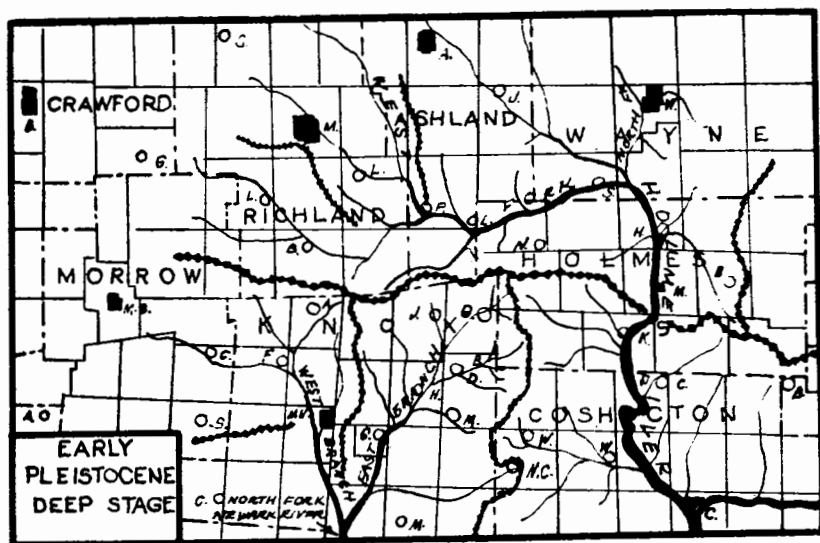 G.
A.
CRAWFORD
B.
M.
J.
W.
NORTH F.
ASHLAND
WAYNE
G.
L.
FORK
S.
L.
RICHLAND
P.
L.
B.
N.
H.
HOLMES
B.
MORROW
M.
M.G.
KNOX
J.
B.
K.
C.
F.
WEST BRANCH
EAST BRANCH
B.
D.
H.
C.
B.
A.
S.
M.V.
G.
M.
COSHOCTON
RIVER
W.
W.
N.C.
EARLY
PLEISTOCENE
DEEP STAGE
C.
NORTH FORK
NEWARK RIVER
M.
C.